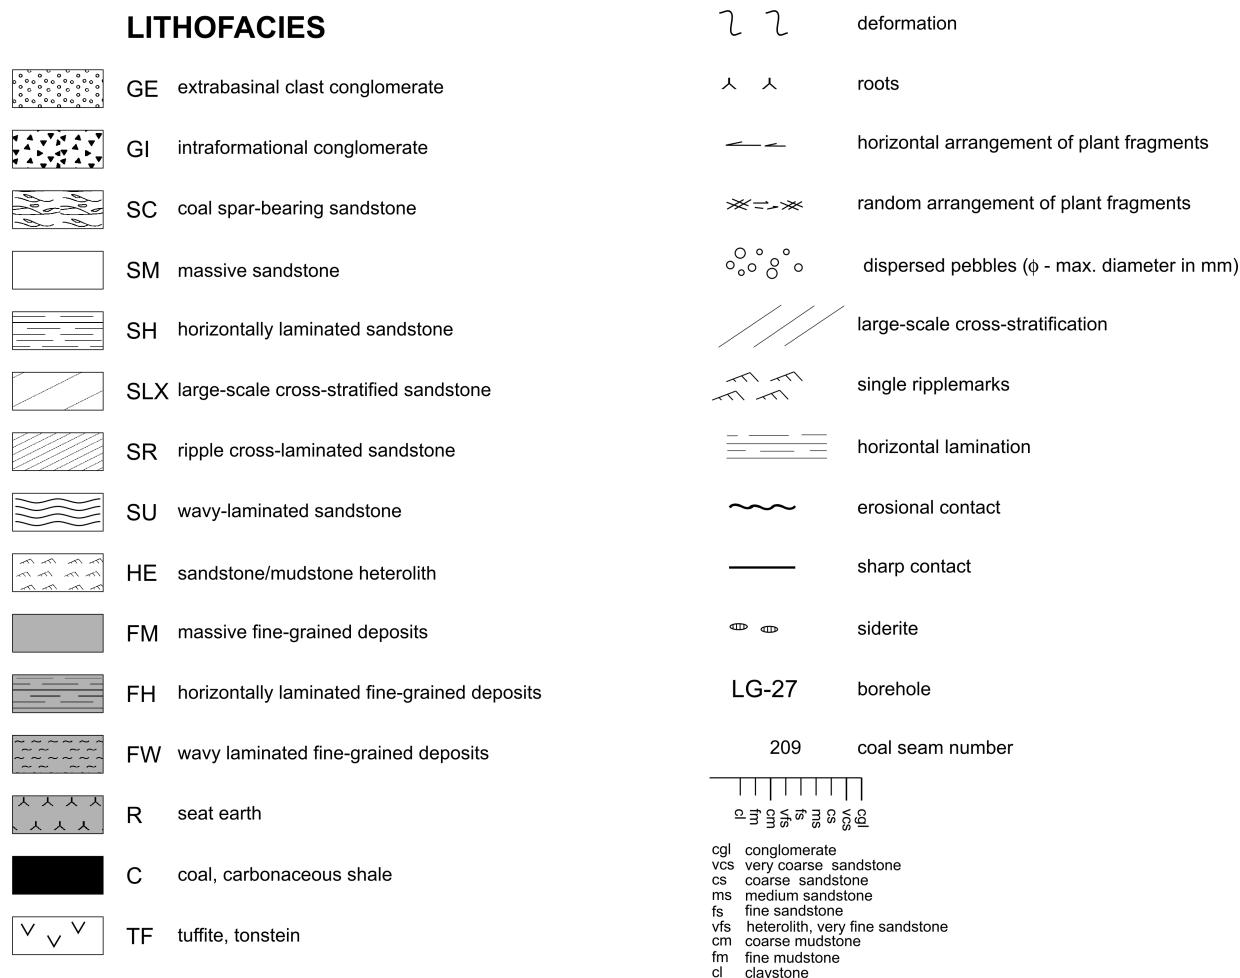 LITHOFACIES
GE extrabasinal clast conglomerate
GI intraformational conglomerate
SC coal spar-bearing sandstone
SM massive sandstone
SH horizontally laminated sandstone
SLX large-scale cross-stratified sandstone
SR ripple cross-laminated sandstone
SU wavy-laminated sandstone
HE sandstone/mudstone heterolith
FM massive fine-grained deposits
FH horizontally laminated fine-grained deposits
FW wavy laminated fine-grained deposits
R seat earth
C coal, carbonaceous shale
TF tuffite, tonstein
deformation
roots
horizontal arrangement of plant fragments
random arrangement of plant fragments
dispersed pebbles (ϕ - max. diameter in mm)
large-scale cross-stratification
single ripplemarks
horizontal lamination
erosional contact
sharp contact
siderite
LG-27 borehole
209 coal seam number
cl fm cm vfs fs ms cs vcs cgl
cgl conglomerate
vcs very coarse sandstone
cs coarse sandstone
ms medium sandstone
fs fine sandstone
vfs heterolith, very fine sandstone
cm coarse mudstone
fm fine mudstone
cl claystone